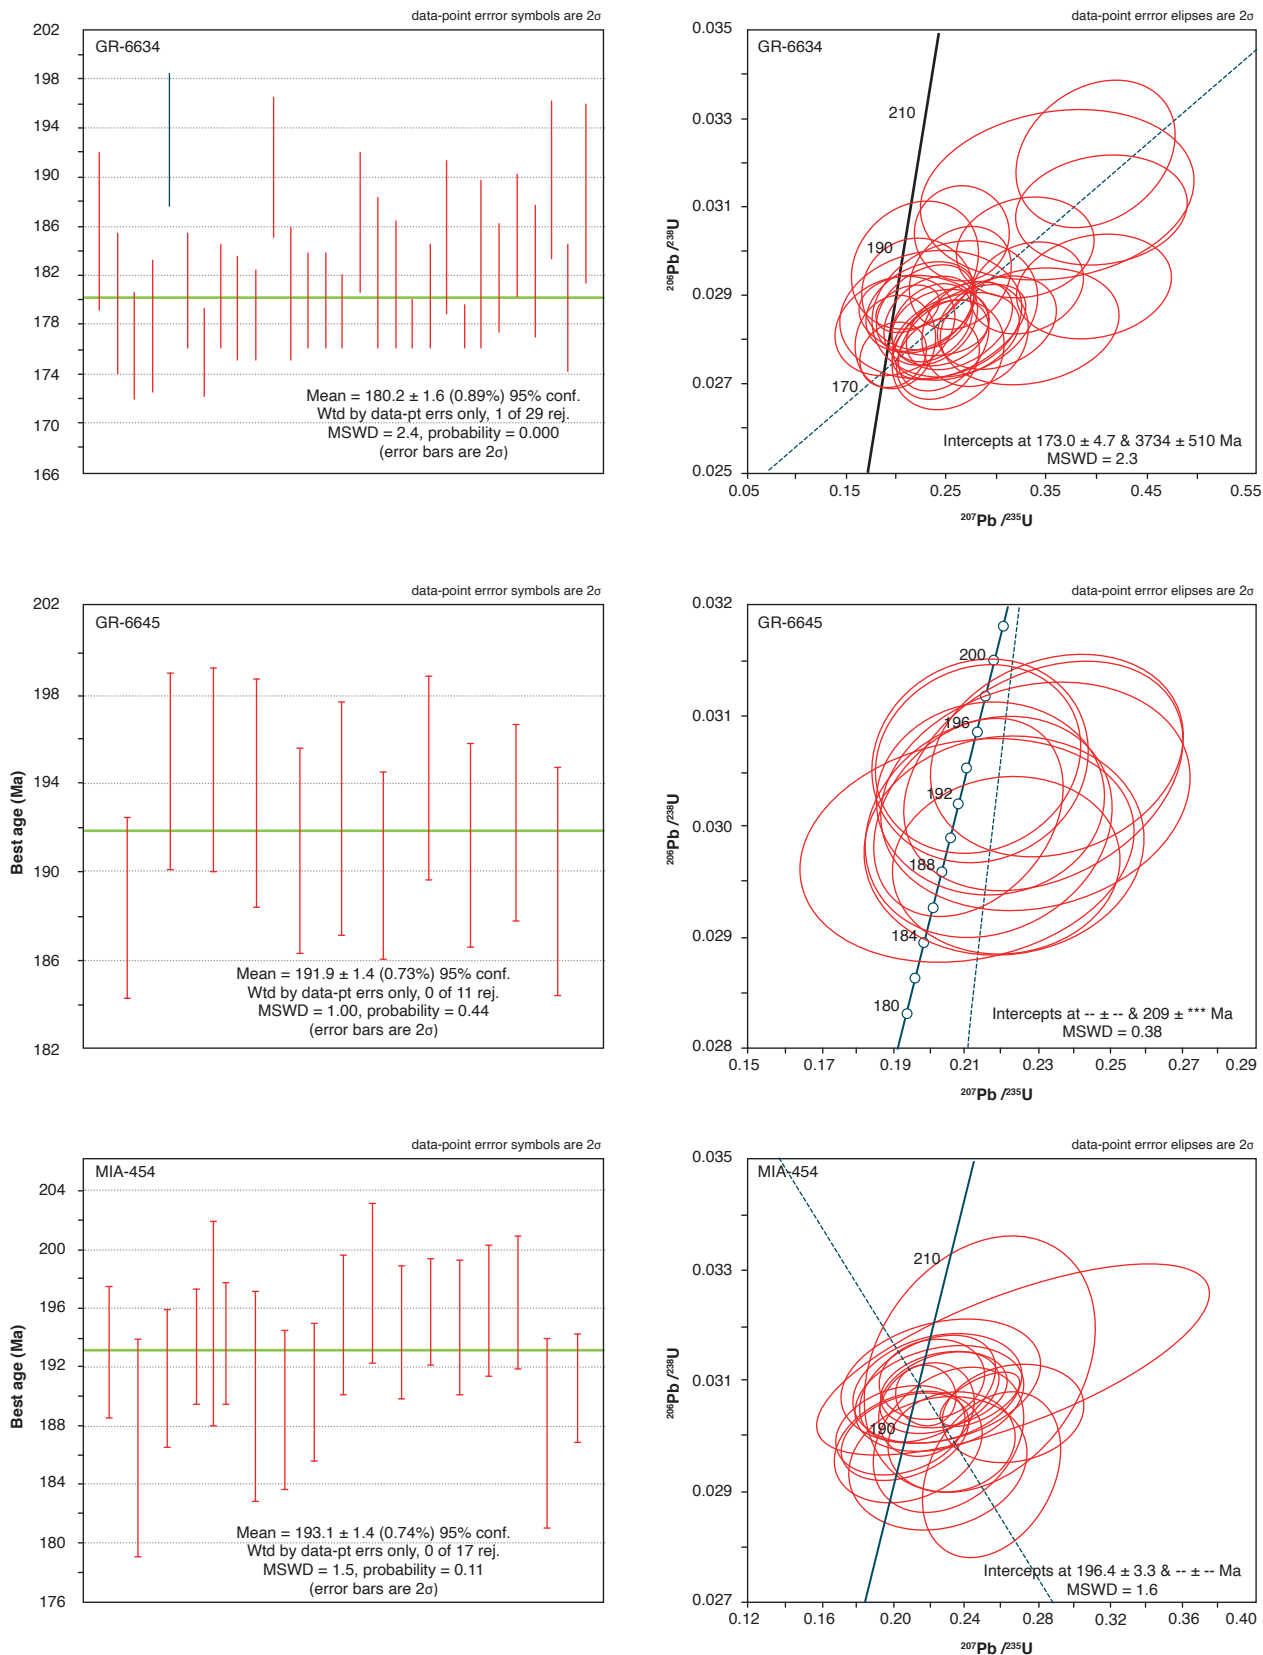 data-point errror symbols are 2σ
GR-6634
202
198
194
190
186
182
178
174
170
166
Mean = 180.2 ± 1.6 (0.89%) 95% conf.
Wtd by data-pt errs only, 1 of 29 rej.
MSWD = 2.4, probability = 0.000
(error bars are 2σ)
data-point errror elipses are 2σ
GR-6634
0.035
0.033
0.031
0.029
0.027
0.025
²⁰⁶Pb /²³⁸U
210
190
170
Intercepts at 173.0 ± 4.7 & 3734 ± 510 Ma
MSWD = 2.3
0.05 0.15 0.25 0.35 0.45 0.55
²⁰⁷Pb /²³⁵U
data-point errror symbols are 2σ
GR-6645
202
198
194
190
186
182
Best age (Ma)
Mean = 191.9 ± 1.4 (0.73%) 95% conf.
Wtd by data-pt errs only, 0 of 11 rej.
MSWD = 1.00, probability = 0.44
(error bars are 2σ)
data-point errror elipses are 2σ
GR-6645
0.032
0.031
0.030
0.029
0.028
²⁰⁶Pb /²³⁸U
200
196
192
188
184
180
Intercepts at -- ± -- & 209 ± *** Ma
MSWD = 0.38
0.15 0.17 0.19 0.21 0.23 0.25 0.27 0.29
²⁰⁷Pb /²³⁵U
data-point errror symbols are 2σ
MIA-454
204
200
196
192
188
184
180
176
Best age (Ma)
Mean = 193.1 ± 1.4 (0.74%) 95% conf.
Wtd by data-pt errs only, 0 of 17 rej.
MSWD = 1.5, probability = 0.11
(error bars are 2σ)
data-point errror elipses are 2σ
MIA-454
0.035
0.033
0.031
0.029
0.027
²⁰⁶Pb /²³⁸U
210
190
Intercepts at 196.4 ± 3.3 & -- ± -- Ma
MSWD = 1.6
0.12 0.16 0.20 0.24 0.28 0.32 0.36 0.40
²⁰⁷Pb /²³⁵U